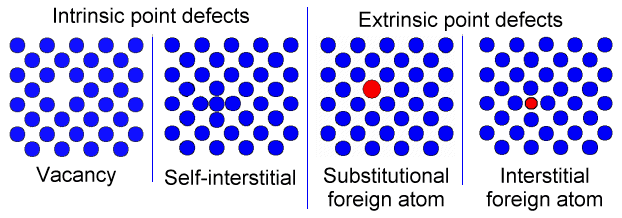 Intrinsic point defects
Extrinsic point defects
Vacancy
Self-interstitial
Substitutional
foreign atom
Interstitial
foreign atom